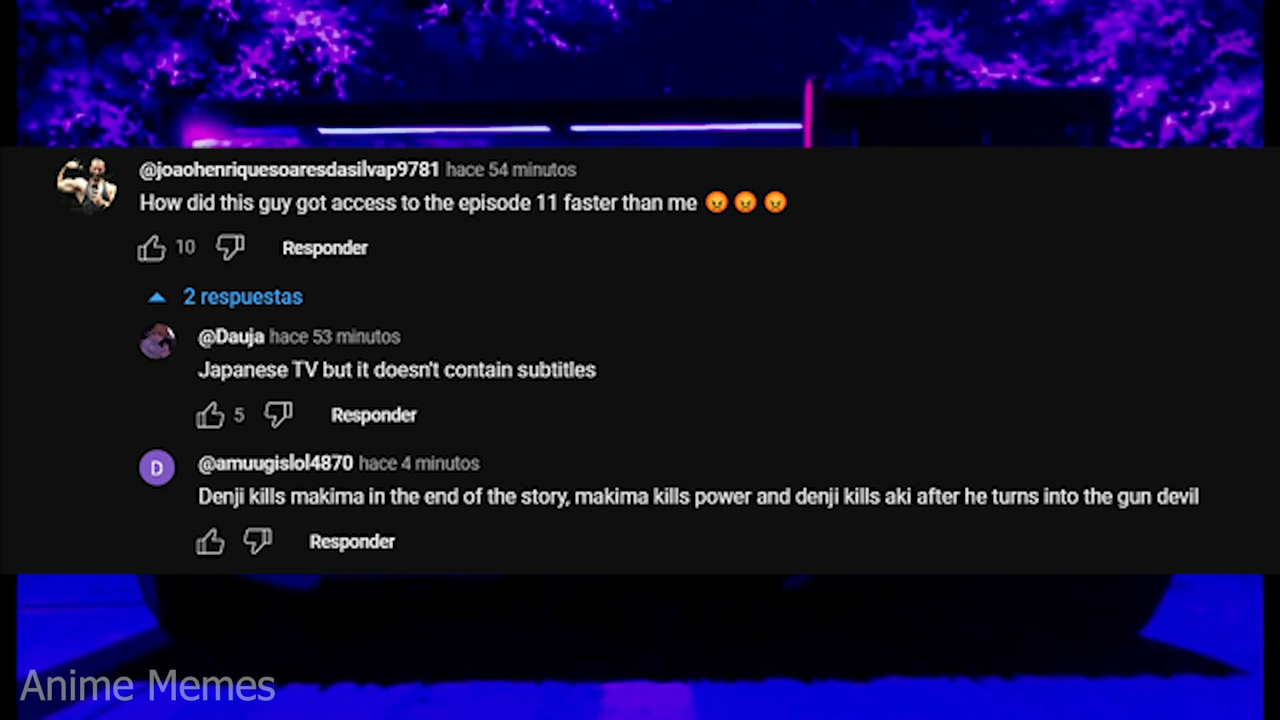 @joaohenriquesoaresdasilvap9781 hace 54 minutos
How did this guy got access to the episode 11 faster than me 😡 😡 😡
10 Responder
2 respuestas
@Dauja hace 53 minutos
Japanese TV but it doesn't contain subtitles
5 Responder
D
@amuugislol4870 hace 4 minutos
Denji kills makima in the end of the story, makima kills power and denji kills aki after he turns into the gun devil
Responder
Anime Memes